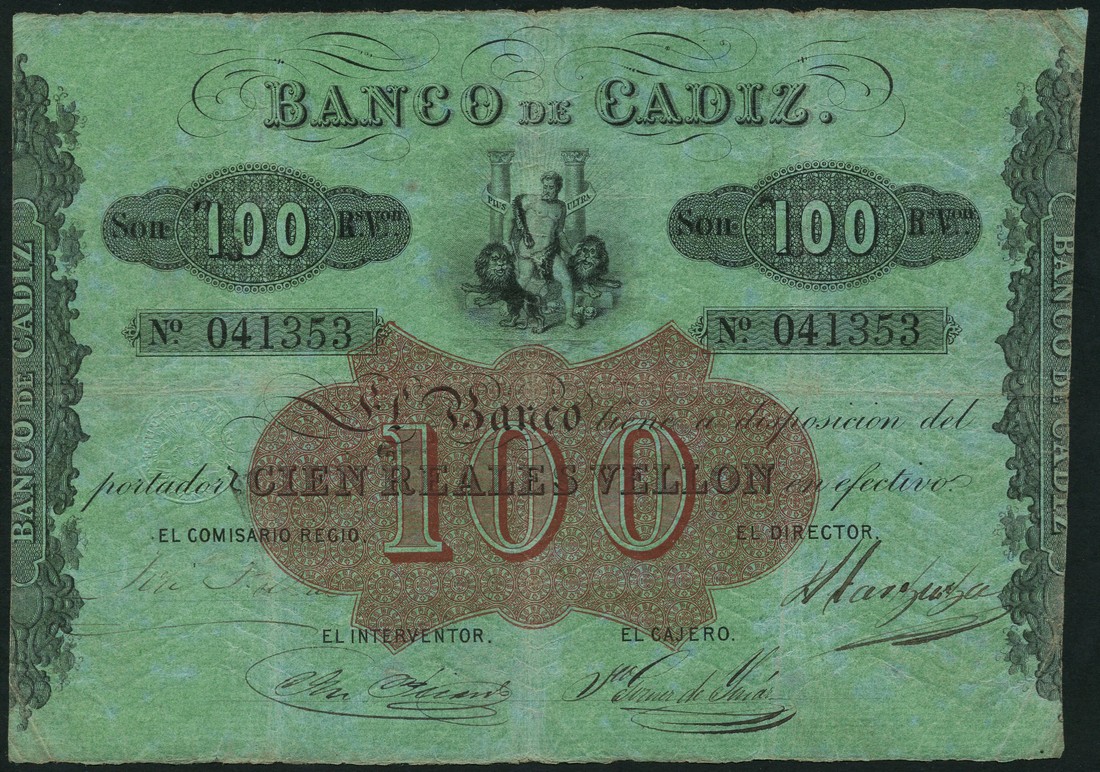 BANCO DE CADIZ.
PLUS ULTRA
Son 100 Rs. Von.
Son 100 Rs. Von.
No. 041353
No. 041353
El Banco tiene a disposicion del
portador CIEN REALES VELLON en efectivo.
100
EL COMISARIO REGIO.
EL DIRECTOR.
EL INTERVENTOR.
EL CAJERO.
BANCO DE CADIZ
BANCO DE CADIZ